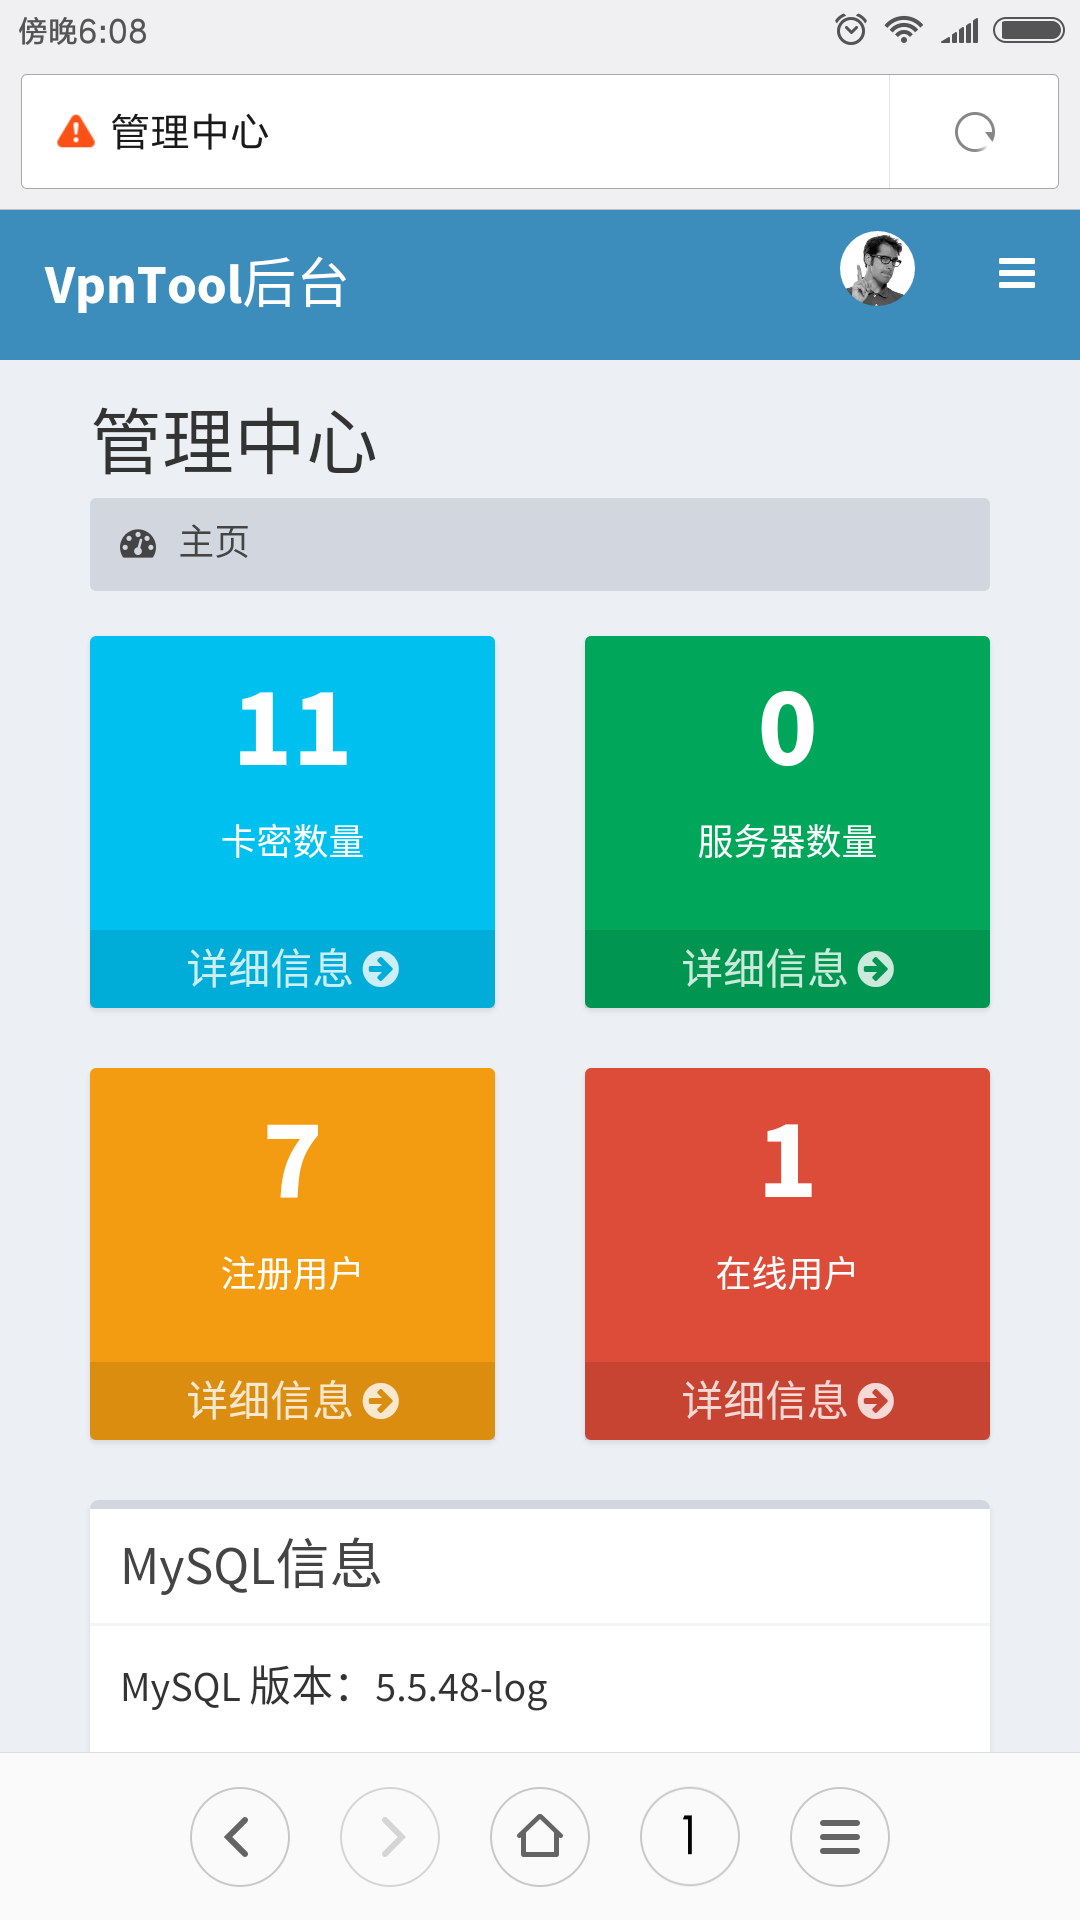 傍晚6:08
管理中心
VpnTool后台
管理中心
主页
11
卡密数量
详细信息
0
服务器数量
详细信息
7
注册用户
详细信息
1
在线用户
详细信息
MySQL信息
MySQL 版本：5.5.48-log
1